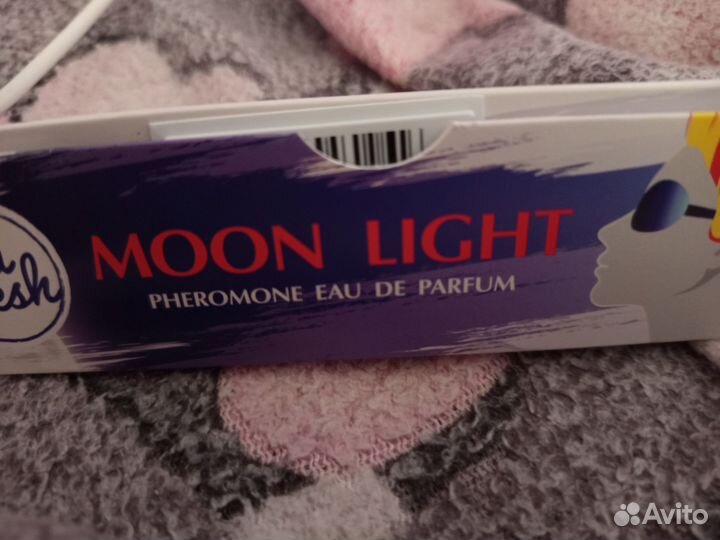 MOON LIGHT
PHEROMONE EAU DE PARFUM
Avito